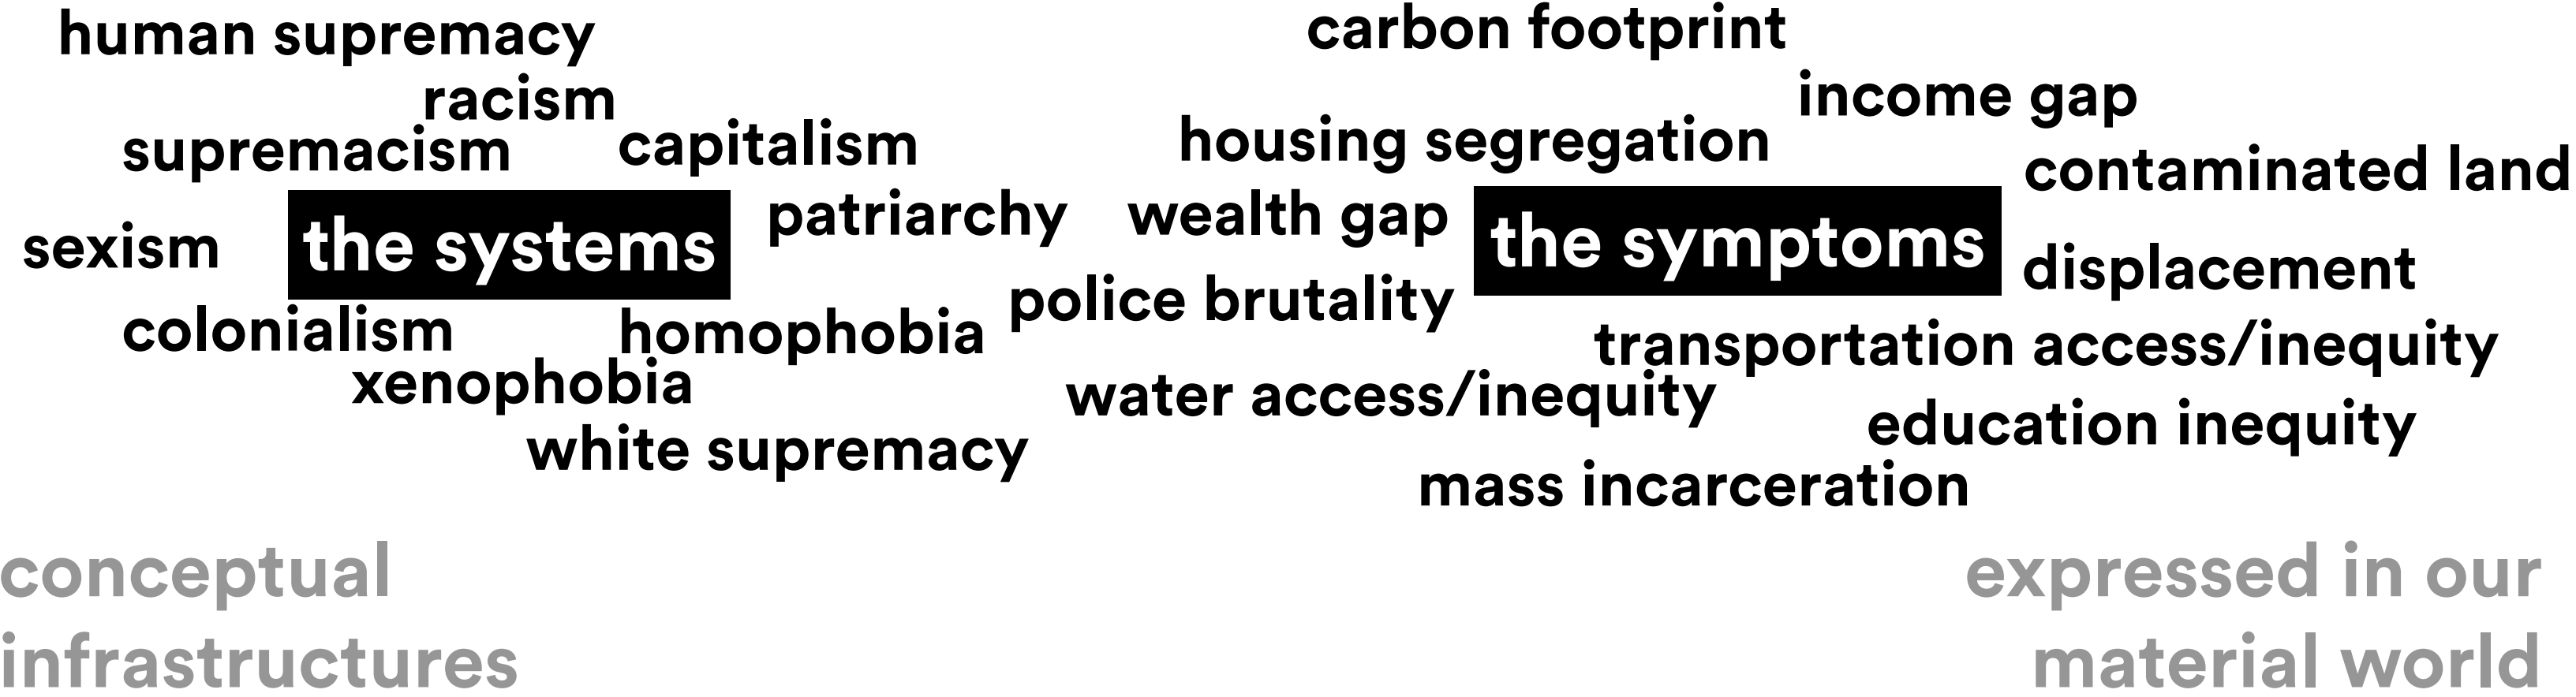 human supremacy
racism
supremacism
capitalism
the systems
patriarchy
sexism
colonialism
homophobia
xenophobia
white supremacy
conceptual
infrastructures
carbon footprint
income gap
housing segregation
contaminated land
wealth gap
the symptoms
displacement
police brutality
transportation access/inequity
water access/inequity
education inequity
mass incarceration
expressed in our
material world